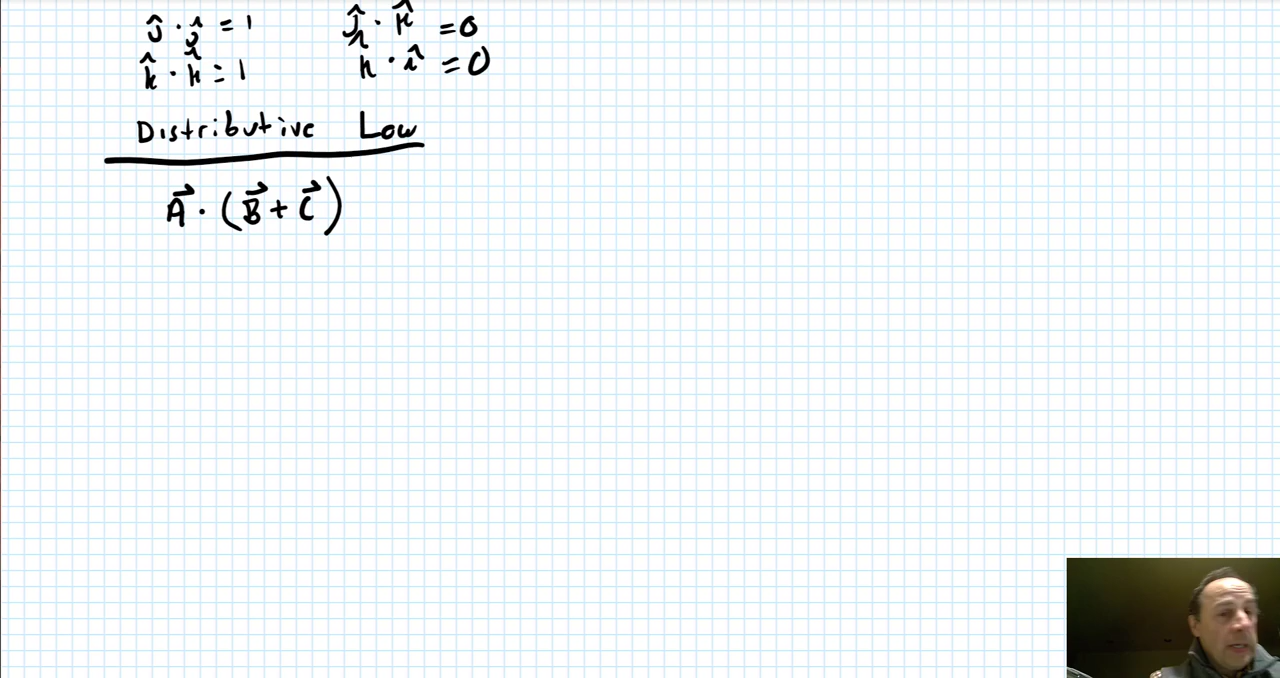 ĵ · ĵ = 1 ĵ · k̂ = 0
k̂ · k̂ = 1 k̂ · î = 0
Distributive Low
A⃗ · (B⃗ + C⃗)